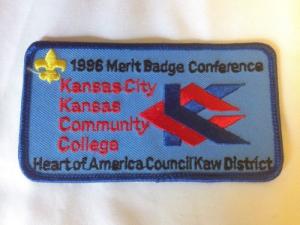 1996 Merit Badge Conference
Kansas City
Kansas
Community
College
Heart of America Council Kaw District